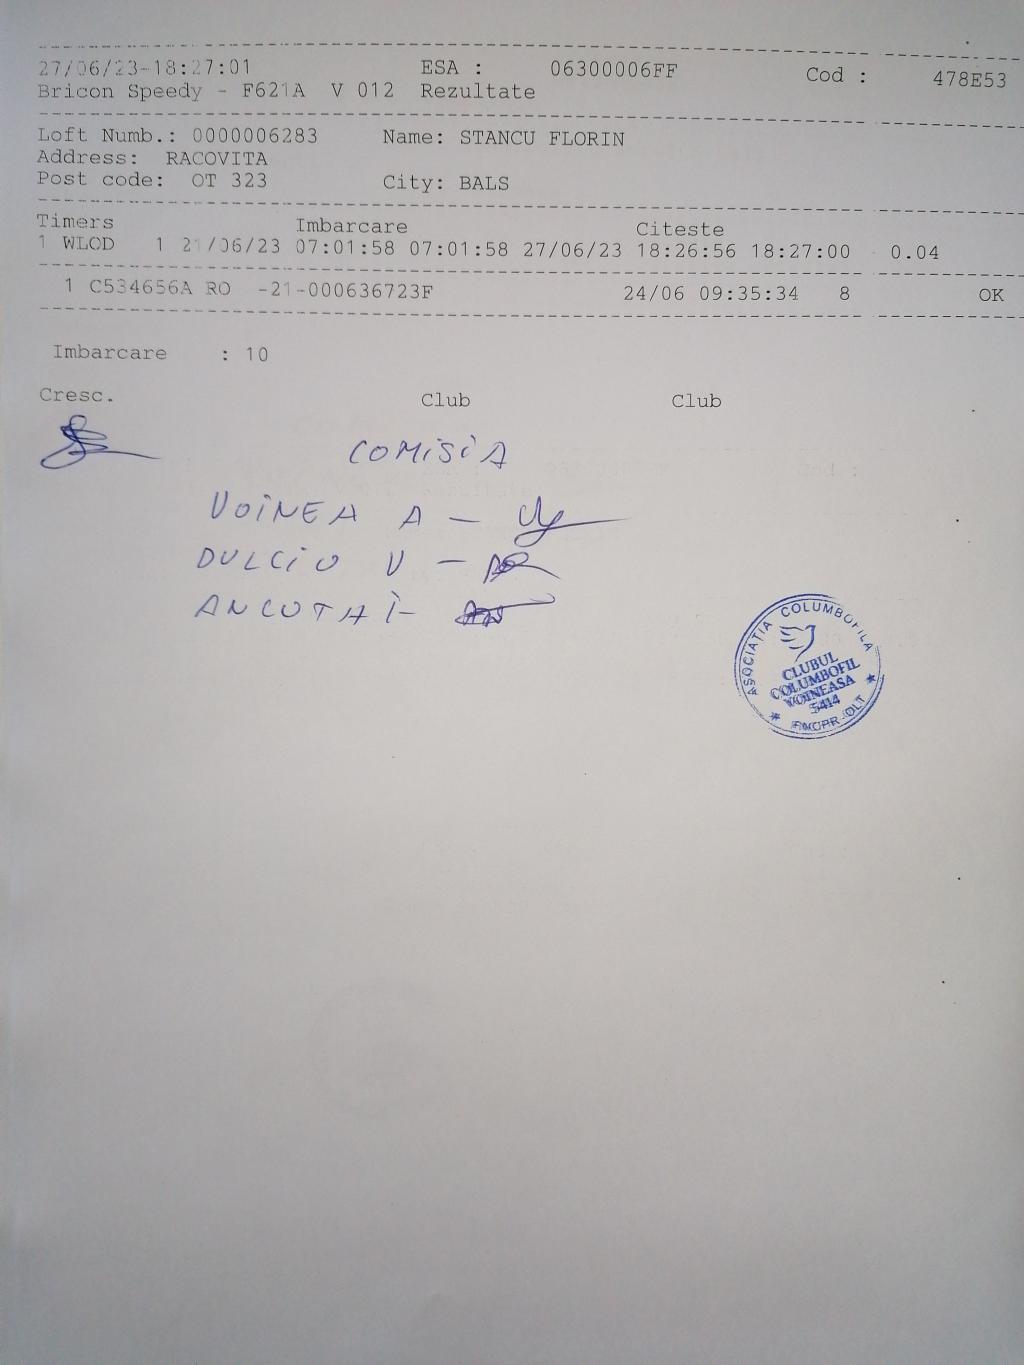 27/06/23-18:27:01 ESA : 06300006FF Cod : 478E53
Bricon Speedy - F621A V 012 Rezultate
Loft Numb.: 0000006283 Name: STANCU FLORIN
Address: RACOVITA
Post code: OT 323 City: BALS
Timers Imbarcare Citeste
1 WLOD 1 21/06/23 07:01:58 07:01:58 27/06/23 18:26:56 18:27:00 0.04
1 C534656A RO -21-000636723F 24/06 09:35:34 8 OK
Imbarcare : 10
Cresc. Club Club
COMiSiA
VOiNEA A -
DULCiO V -
ANCUTA I -
ASOCIATIA COLUMBOFILA
CLUBUL
COLUMBOFIL
VOINEASA
5414
OLT